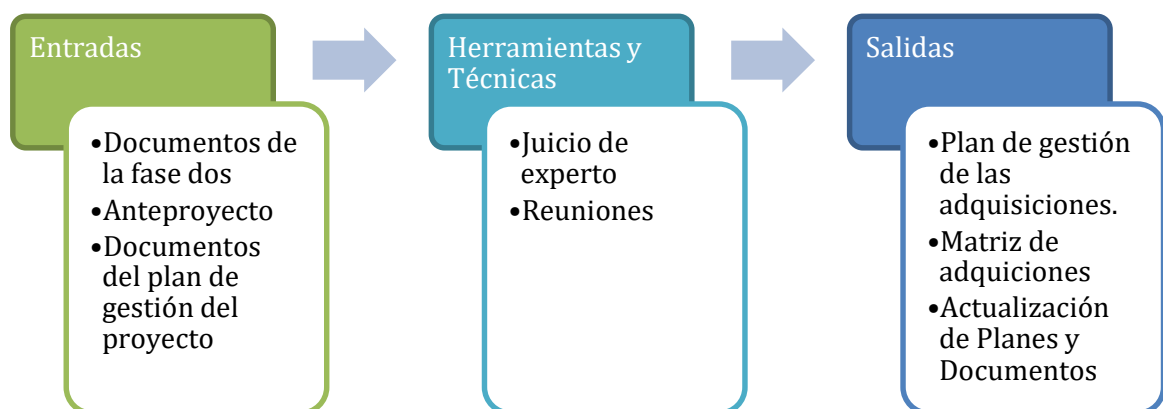 Entradas
•Documentos de
la fase dos
•Anteproyecto
•Documentos
del plan de
gestión del
proyecto
Herramientas y
Técnicas
•Juicio de
experto
•Reuniones
Salidas
•Plan de gestión
de las
adquisiciones.
•Matriz de
adquiciones
•Actualización
de Planes y
Documentos